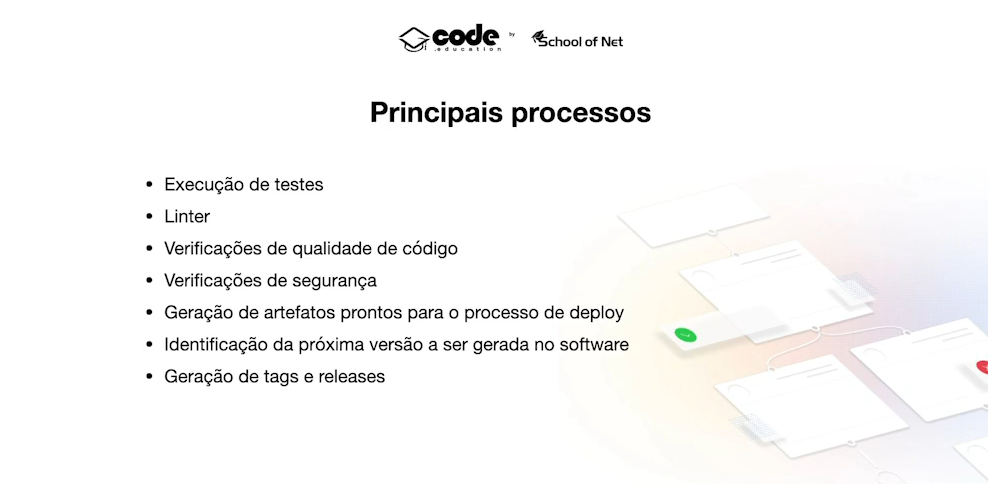 code
.education
by
School of Net
Principais processos
• Execução de testes
• Linter
• Verificações de qualidade de código
• Verificações de segurança
• Geração de artefatos prontos para o processo de deploy
• Identificação da próxima versão a ser gerada no software
• Geração de tags e releases